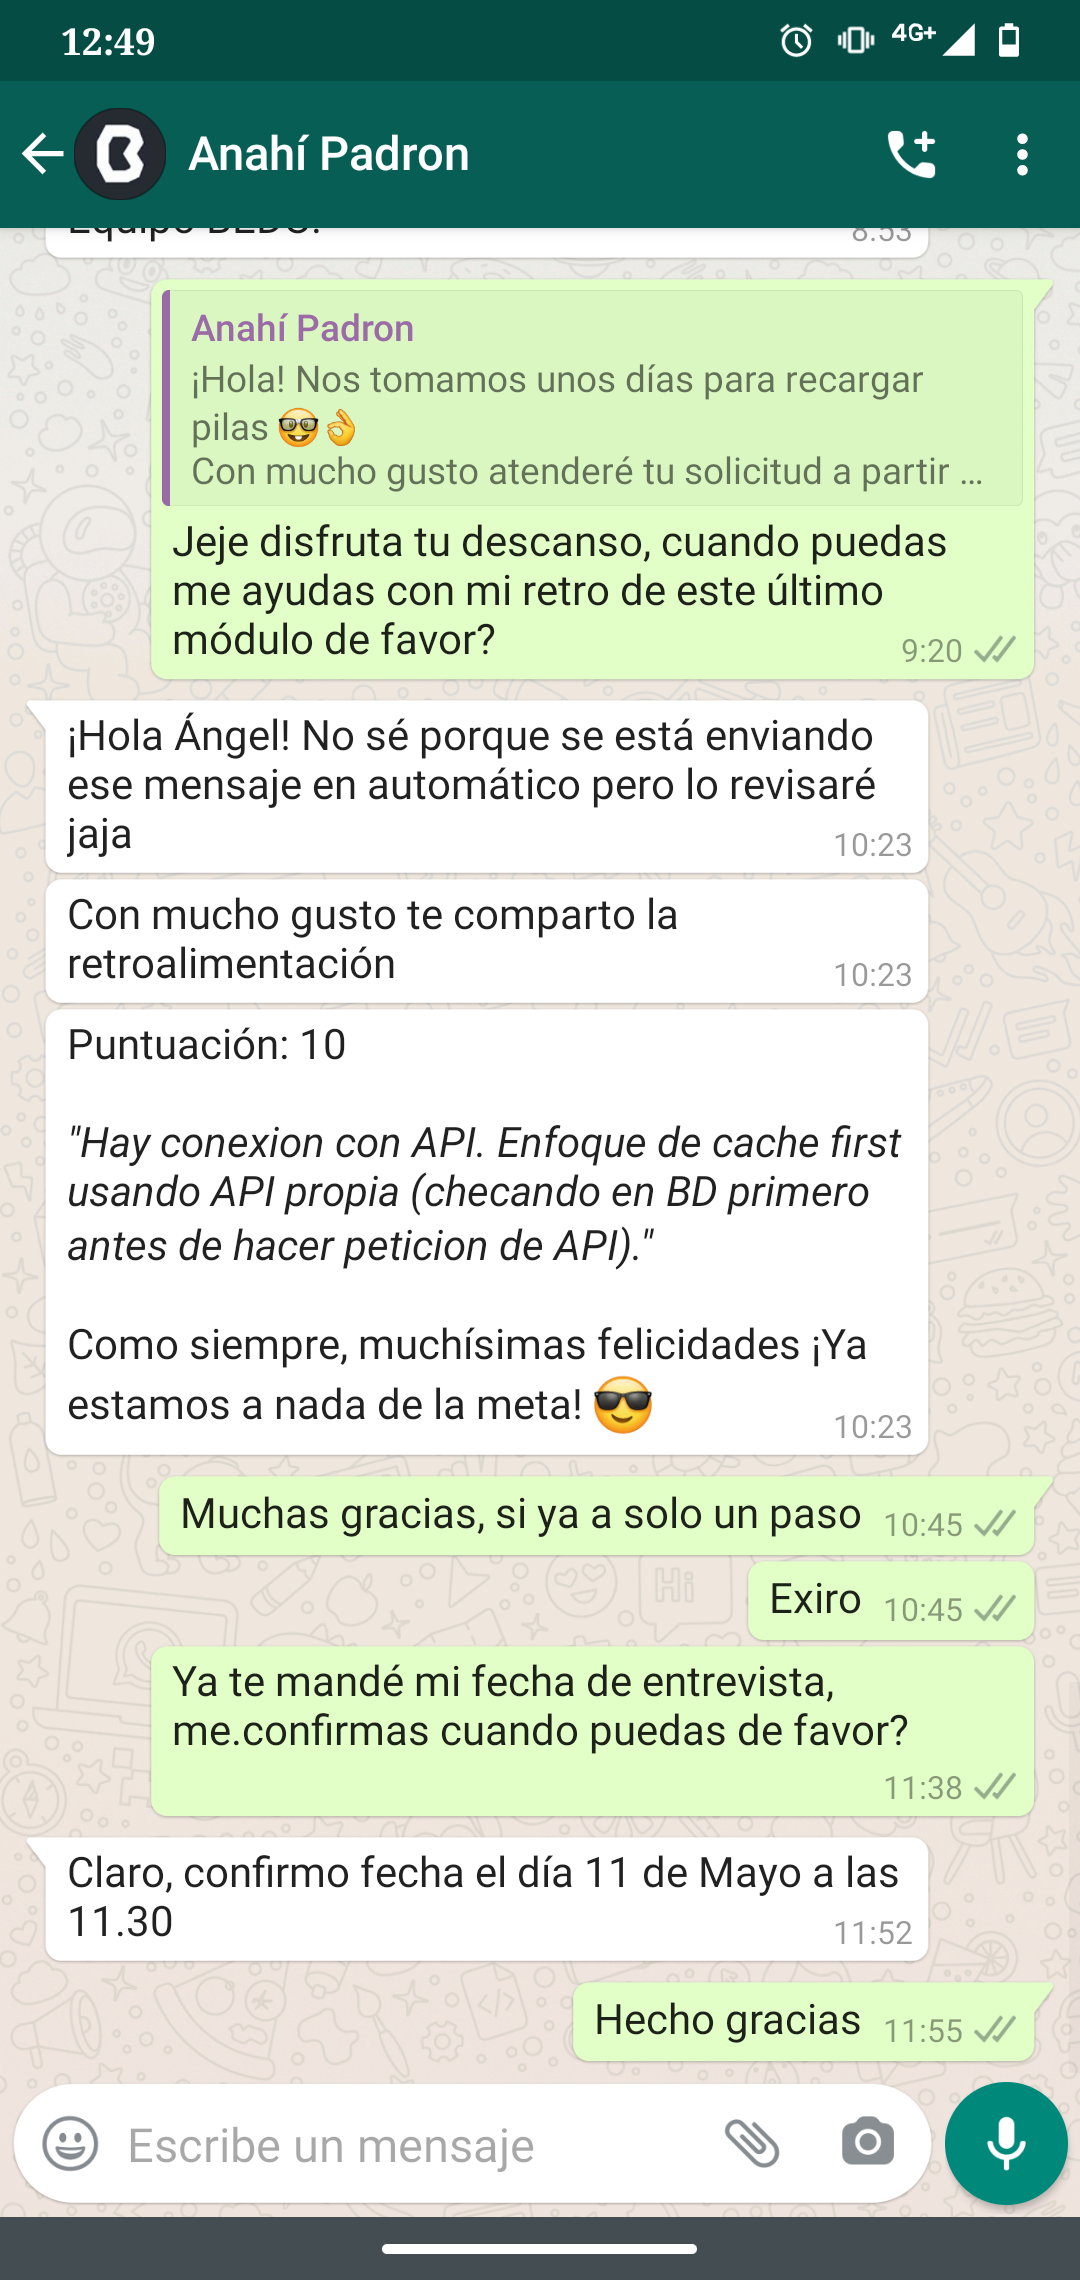 12:49
4G+
Anahí Padron
Equipo BEDU.
8:53
Anahí Padron
¡Hola! Nos tomamos unos días para recargar
pilas 🤓👌
Con mucho gusto atenderé tu solicitud a partir ...
Jeje disfruta tu descanso, cuando puedas
me ayudas con mi retro de este último
módulo de favor?
9:20
¡Hola Ángel! No sé porque se está enviando
ese mensaje en automático pero lo revisaré
jaja
10:23
Con mucho gusto te comparto la
retroalimentación
10:23
Puntuación: 10
"Hay conexion con API. Enfoque de cache first
usando API propia (checando en BD primero
antes de hacer peticion de API)."
Como siempre, muchísimas felicidades ¡Ya
estamos a nada de la meta! 😎
10:23
Muchas gracias, si ya a solo un paso 10:45
Exiro 10:45
Ya te mandé mi fecha de entrevista,
me.confirmas cuando puedas de favor?
11:38
Claro, confirmo fecha el día 11 de Mayo a las
11.30
11:52
Hecho gracias 11:55
Escribe un mensaje